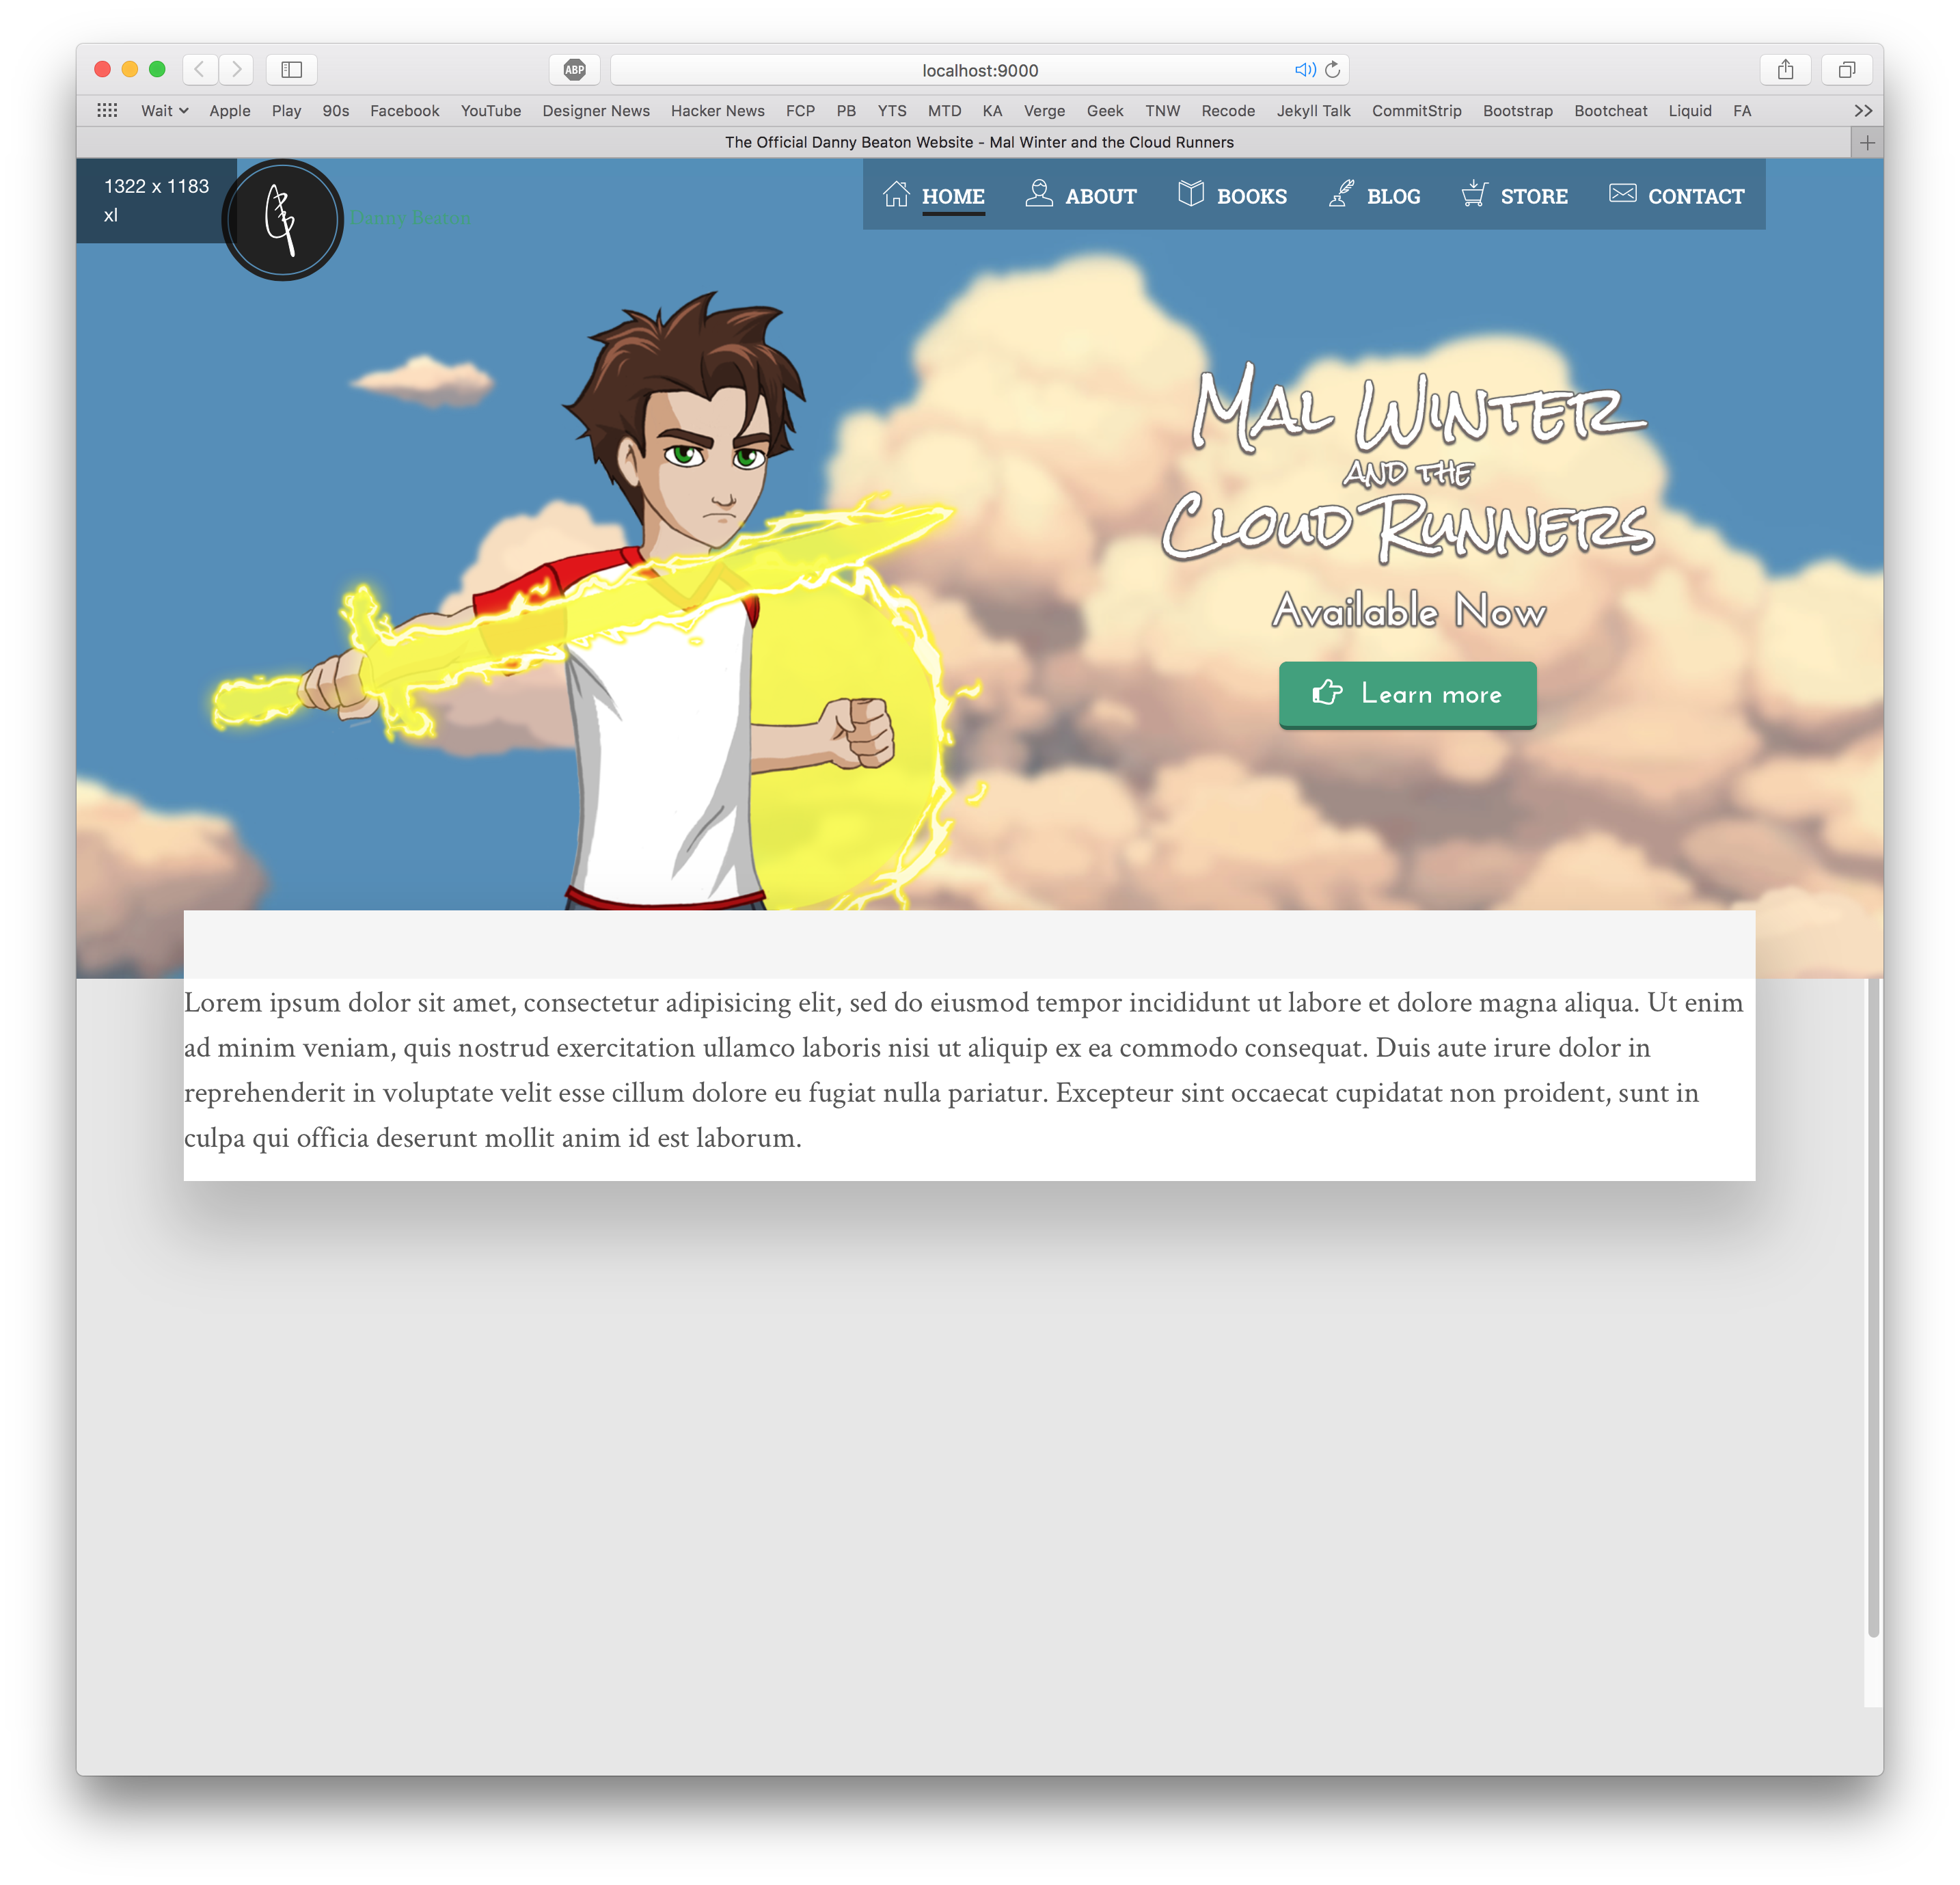 ABP
localhost:9000
Wait Apple Play 90s Facebook YouTube Designer News Hacker News FCP PB YTS MTD KA Verge Geek TNW Recode Jekyll Talk CommitStrip Bootstrap Bootcheat Liquid FA
The Official Danny Beaton Website - Mal Winter and the Cloud Runners
1322 x 1183
xl
Danny Beaton
HOME ABOUT BOOKS BLOG STORE CONTACT
Mal Winter
and the
Cloud Runners
Available Now
Learn more
Lorem ipsum dolor sit amet, consectetur adipisicing elit, sed do eiusmod tempor incididunt ut labore et dolore magna aliqua. Ut enim
ad minim veniam, quis nostrud exercitation ullamco laboris nisi ut aliquip ex ea commodo consequat. Duis aute irure dolor in
reprehenderit in voluptate velit esse cillum dolore eu fugiat nulla pariatur. Excepteur sint occaecat cupidatat non proident, sunt in
culpa qui officia deserunt mollit anim id est laborum.